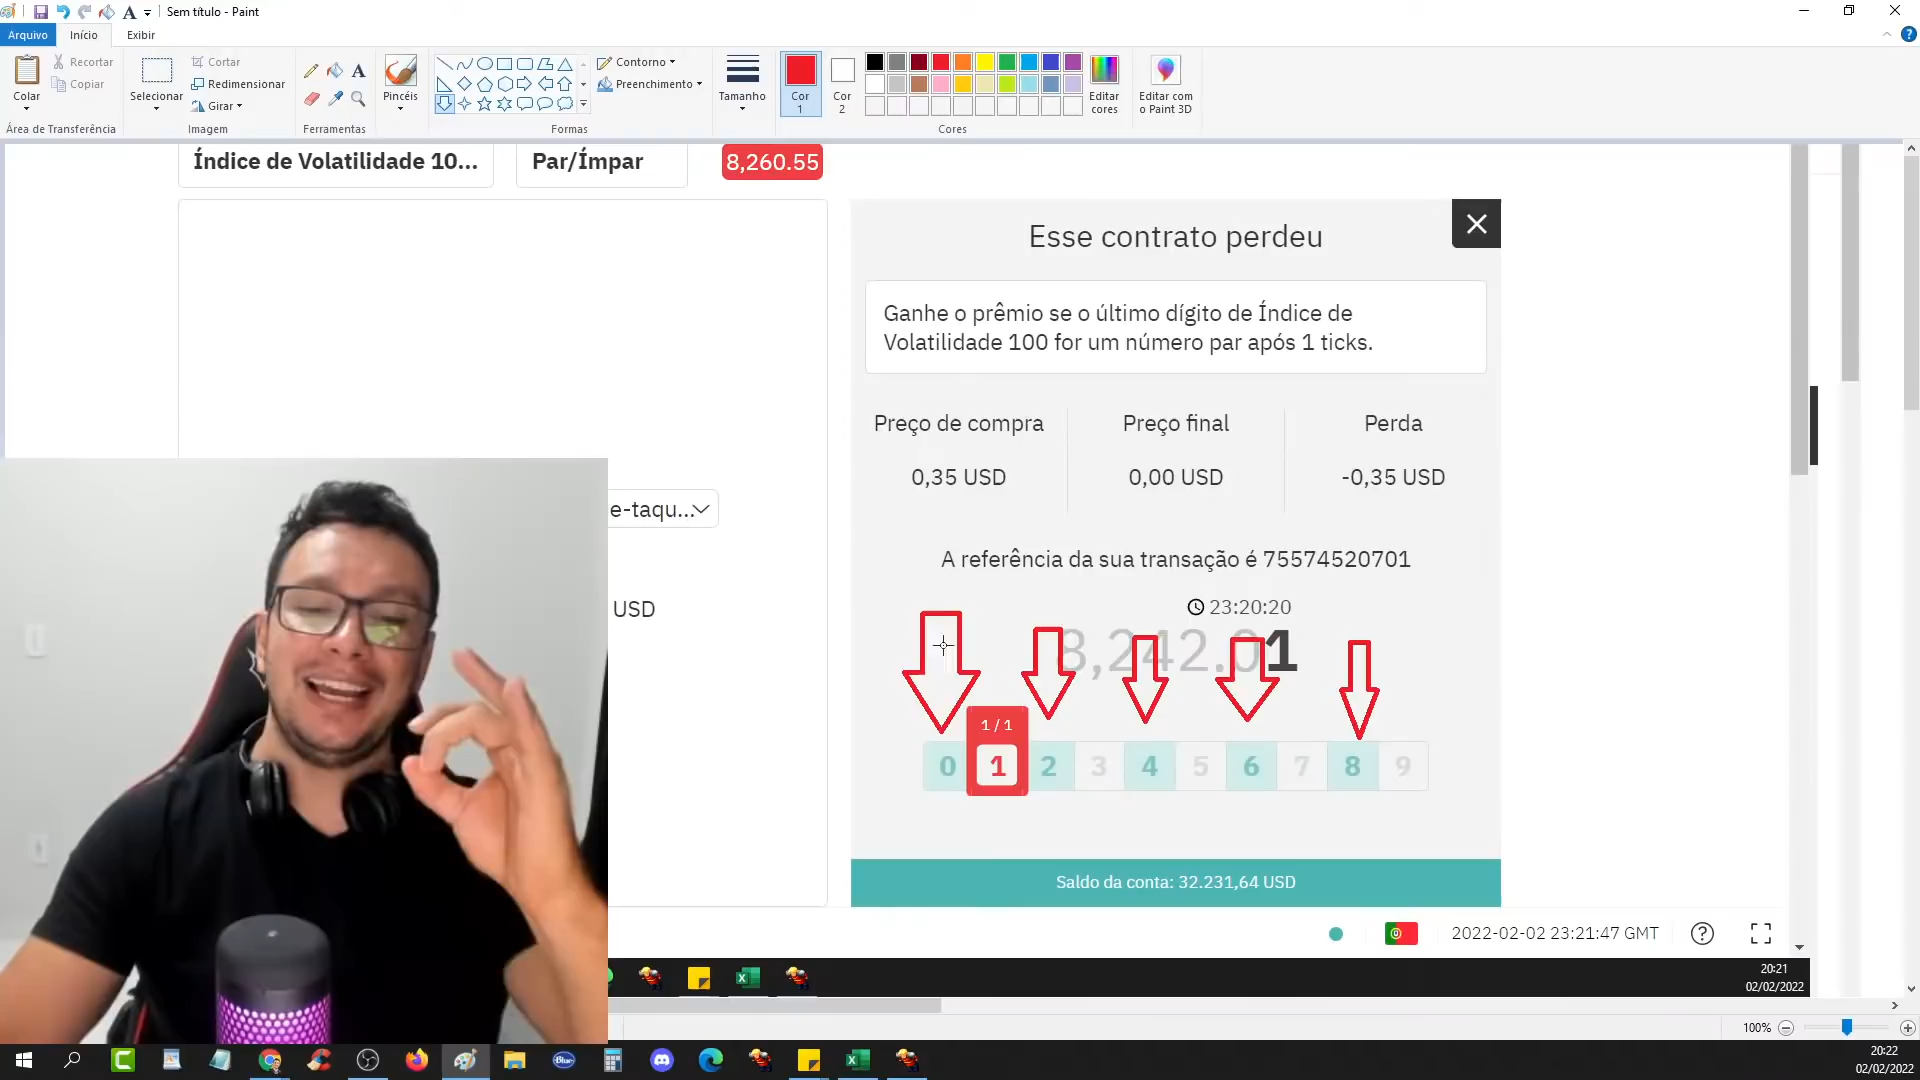 Sem título - Paint
Arquivo
Início
Exibir
Colar
Recortar
Copiar
Área de Transferência
Selecionar
Cortar
Redimensionar
Girar
Imagem
Ferramentas
Pincéis
Contorno
Preenchimento
Formas
Tamanho
Cor
1
Cor
2
Cores
Editar
cores
Editar com
o Paint 3D
Índice de Volatilidade 10...
Par/Ímpar
8,260.55
Esse contrato perdeu
Ganhe o prêmio se o último dígito de Índice de
Volatilidade 100 for um número par após 1 ticks.
Preço de compra
Preço final
Perda
0,35 USD
0,00 USD
-0,35 USD
e-taqu...
USD
A referência da sua transação é 75574520701
23:20:20
8,242.01
1 / 1
0 1 2 3 4 5 6 7 8 9
Saldo da conta: 32.231,64 USD
2022-02-02 23:21:47 GMT
20:21
02/02/2022
100%
Blue
20:22
02/02/2022